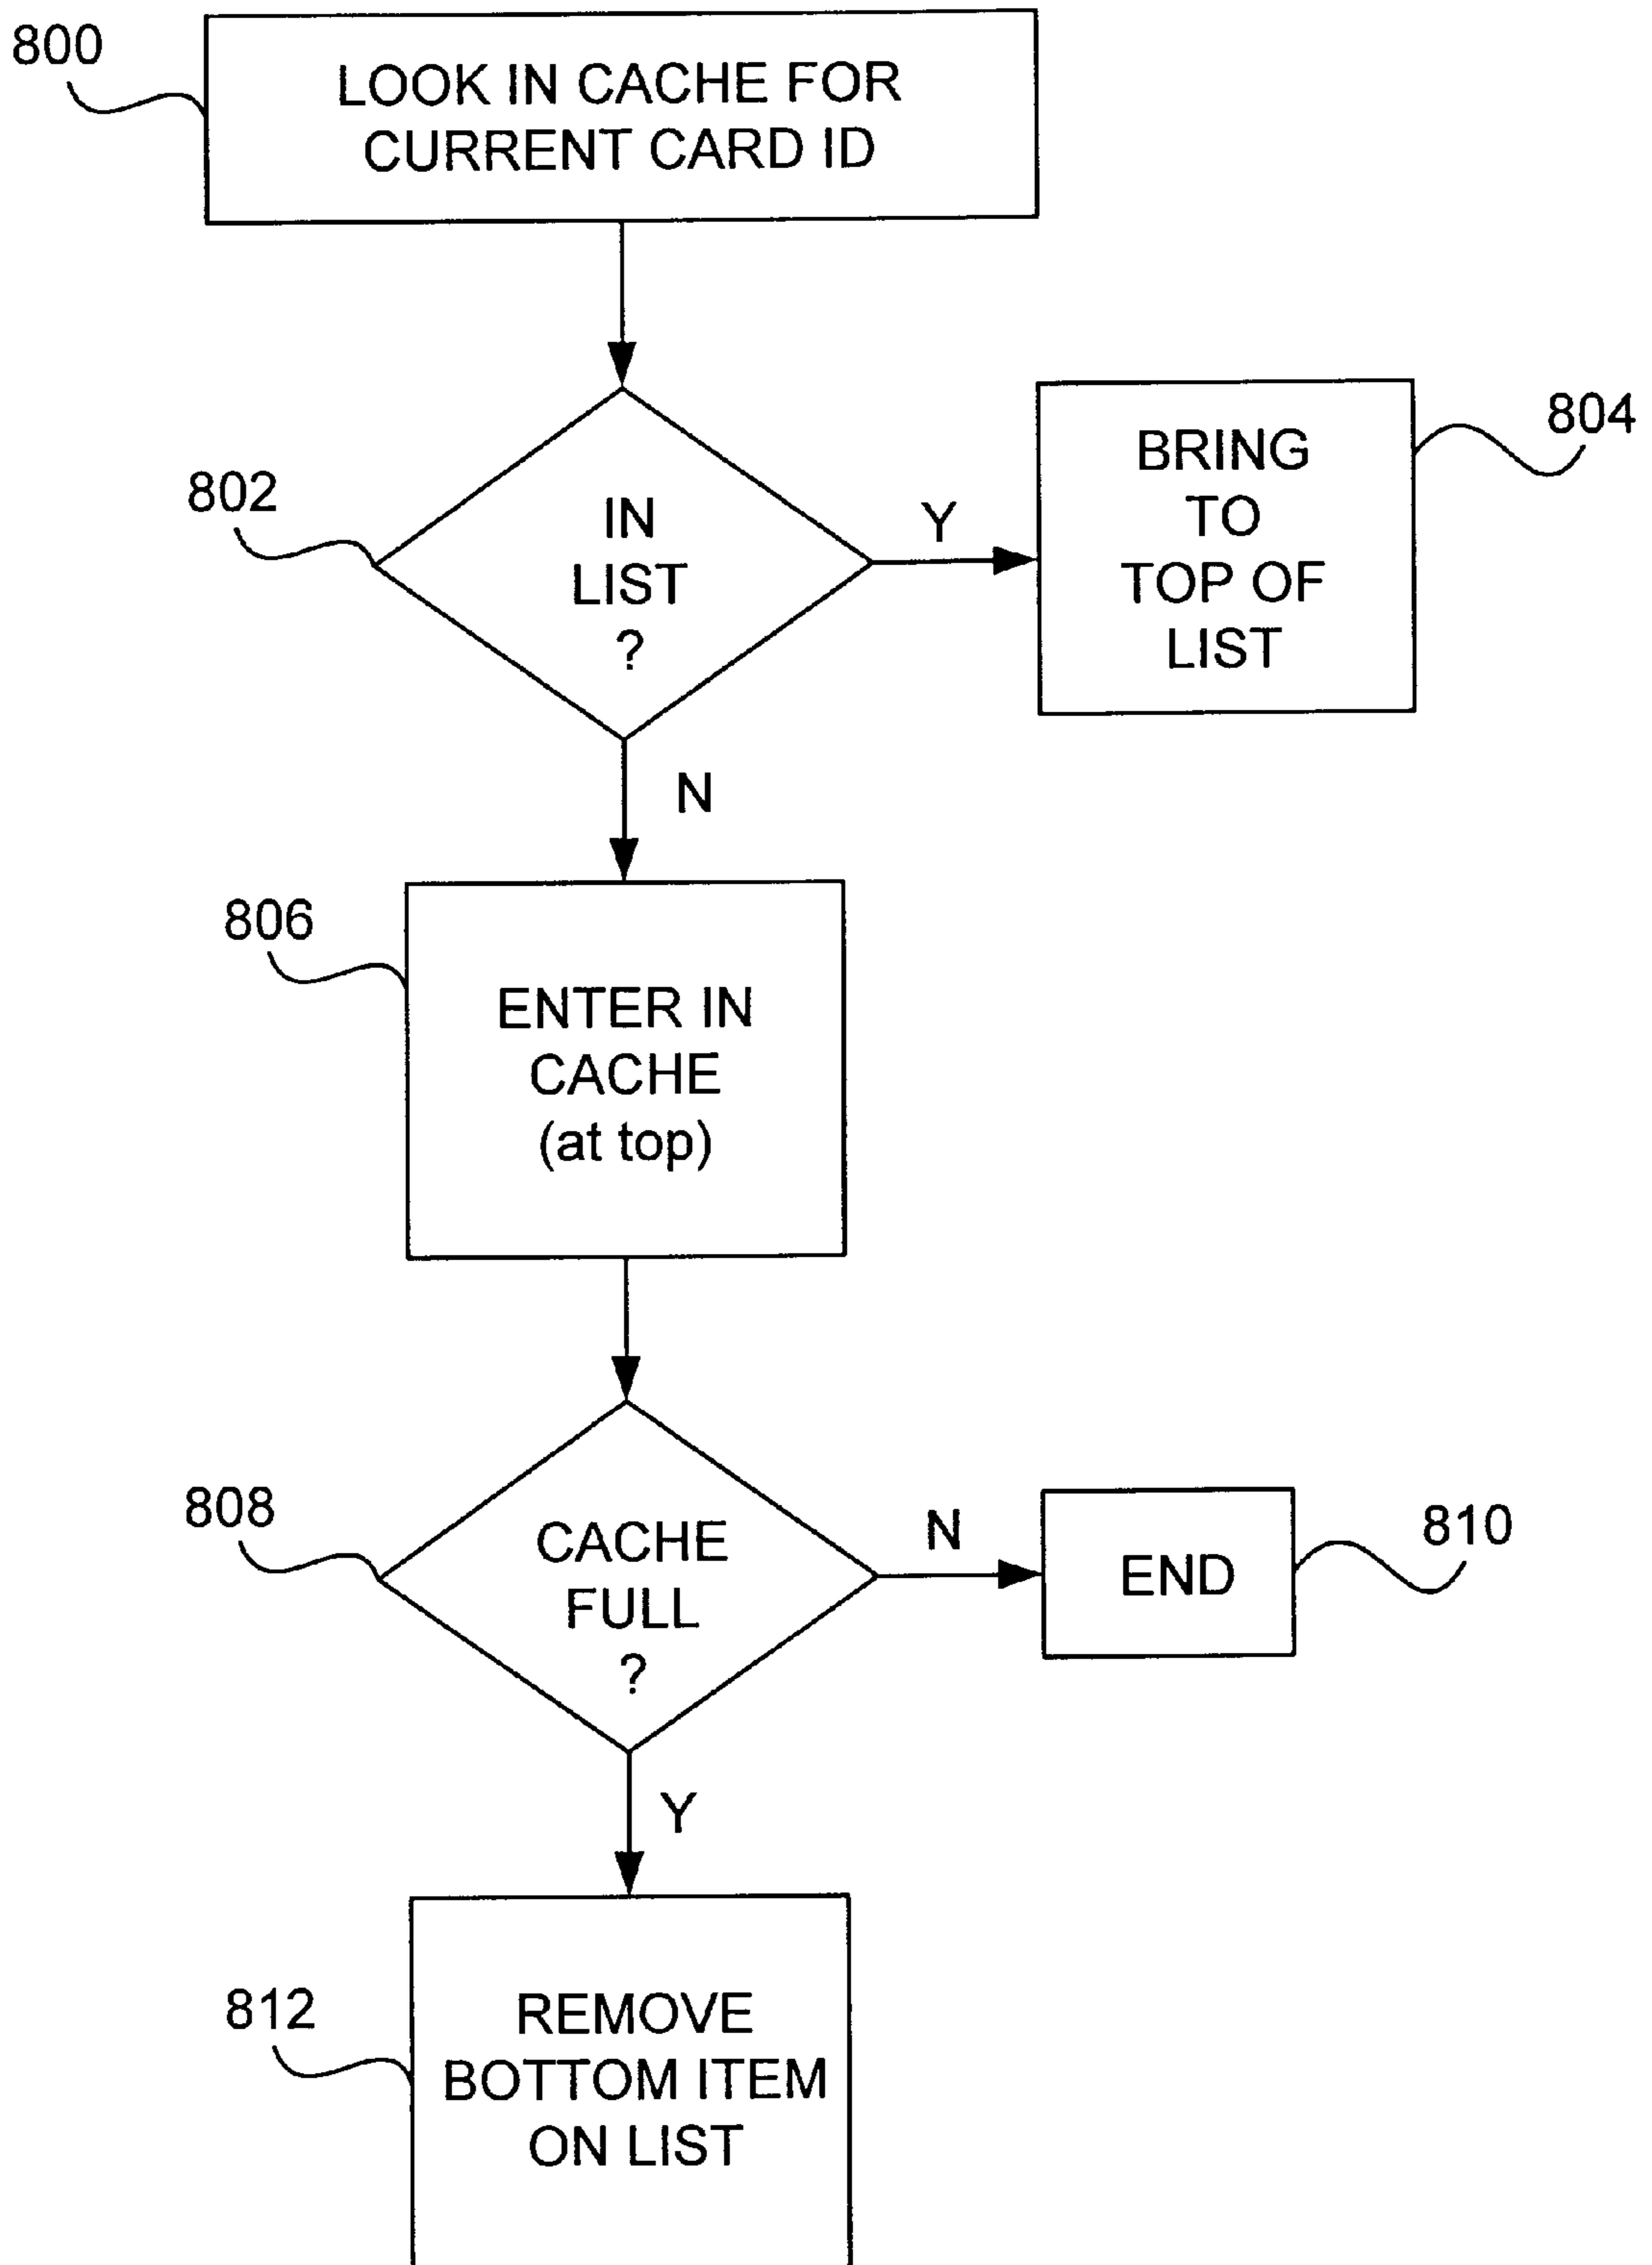 800
LOOK IN CACHE FOR
CURRENT CARD ID
802
IN
LIST
?
Y
804
BRING
TO
TOP OF
LIST
N
806
ENTER IN
CACHE
(at top)
808
CACHE
FULL
?
N
810
END
Y
812
REMOVE
BOTTOM ITEM
ON LIST